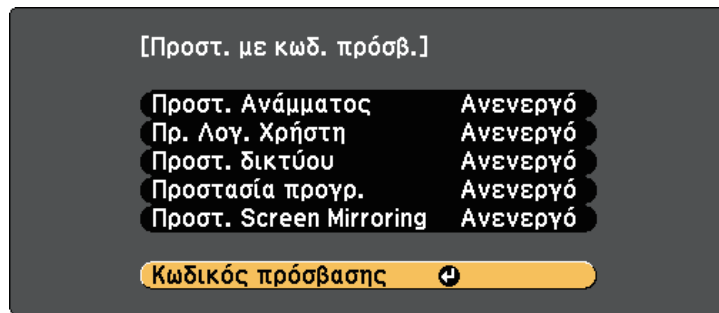 [Προστ. με κωδ. πρόσβ.]
Προστ. Ανάμματος Ανενεργό
Πρ. Λογ. Χρήστη Ανενεργό
Προστ. δικτύου Ανενεργό
Προστασία προγρ. Ανενεργό
Προστ. Screen Mirroring Ανενεργό
Κωδικός πρόσβασης